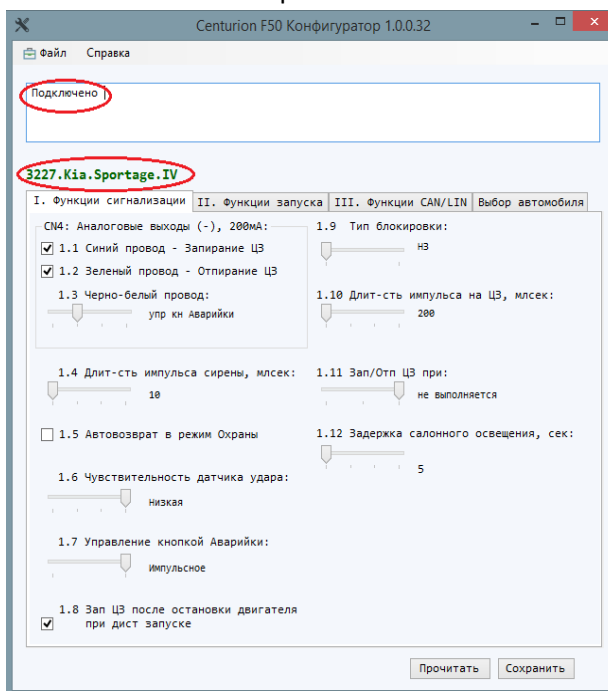 Centurion F50 Конфигуратор 1.0.0.32
Файл Справка
Подключено
3227.Kia.Sportage.IV
I. Функции сигнализации II. Функции запуска III. Функции CAN/LIN Выбор автомобиля
CN4: Аналоговые выходы (-), 200мА:
1.1 Синий провод - Запирание ЦЗ
1.2 Зеленый провод - Отпирание ЦЗ
1.3 Черно-белый провод:
упр кн Аварийки
1.4 Длит-сть импульса сирены, млсек:
10
1.5 Автовозврат в режим Охраны
1.6 Чувствительность датчика удара:
Низкая
1.7 Управление кнопкой Аварийки:
Импульсное
1.8 Зап ЦЗ после остановки двигателя
при дист запуске
1.9 Тип блокировки:
НЗ
1.10 Длит-сть импульса на ЦЗ, млсек:
200
1.11 Зап/Отп ЦЗ при:
не выполняется
1.12 Задержка салонного освещения, сек:
5
Прочитать Сохранить